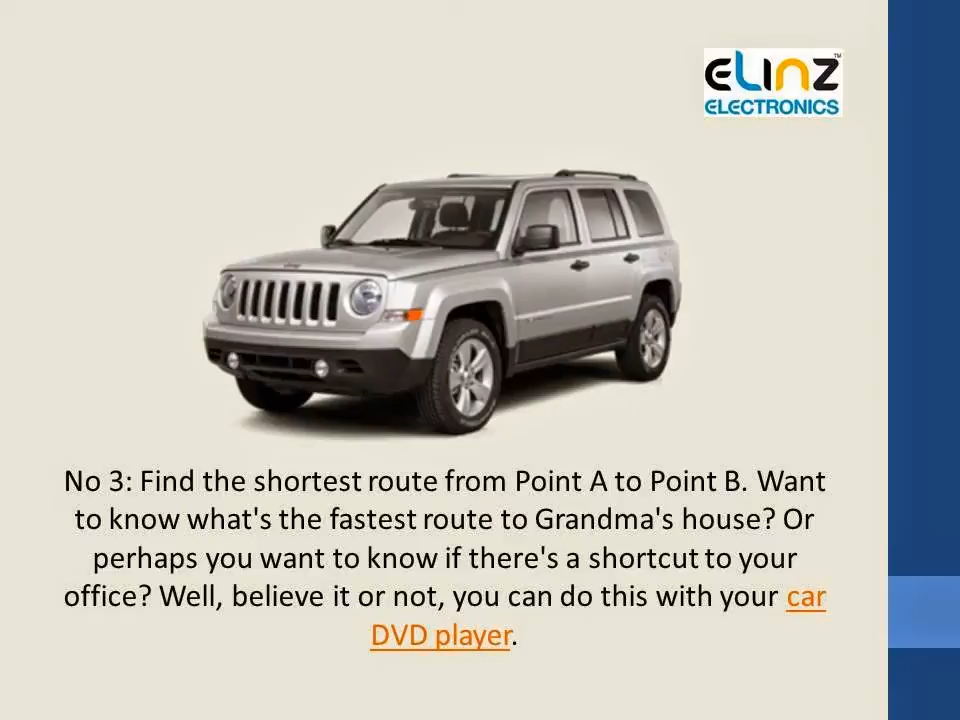 eLINZ™
ELECTRONICS
No 3: Find the shortest route from Point A to Point B. Want
to know what's the fastest route to Grandma's house? Or
perhaps you want to know if there's a shortcut to your
office? Well, believe it or not, you can do this with your car
DVD player.